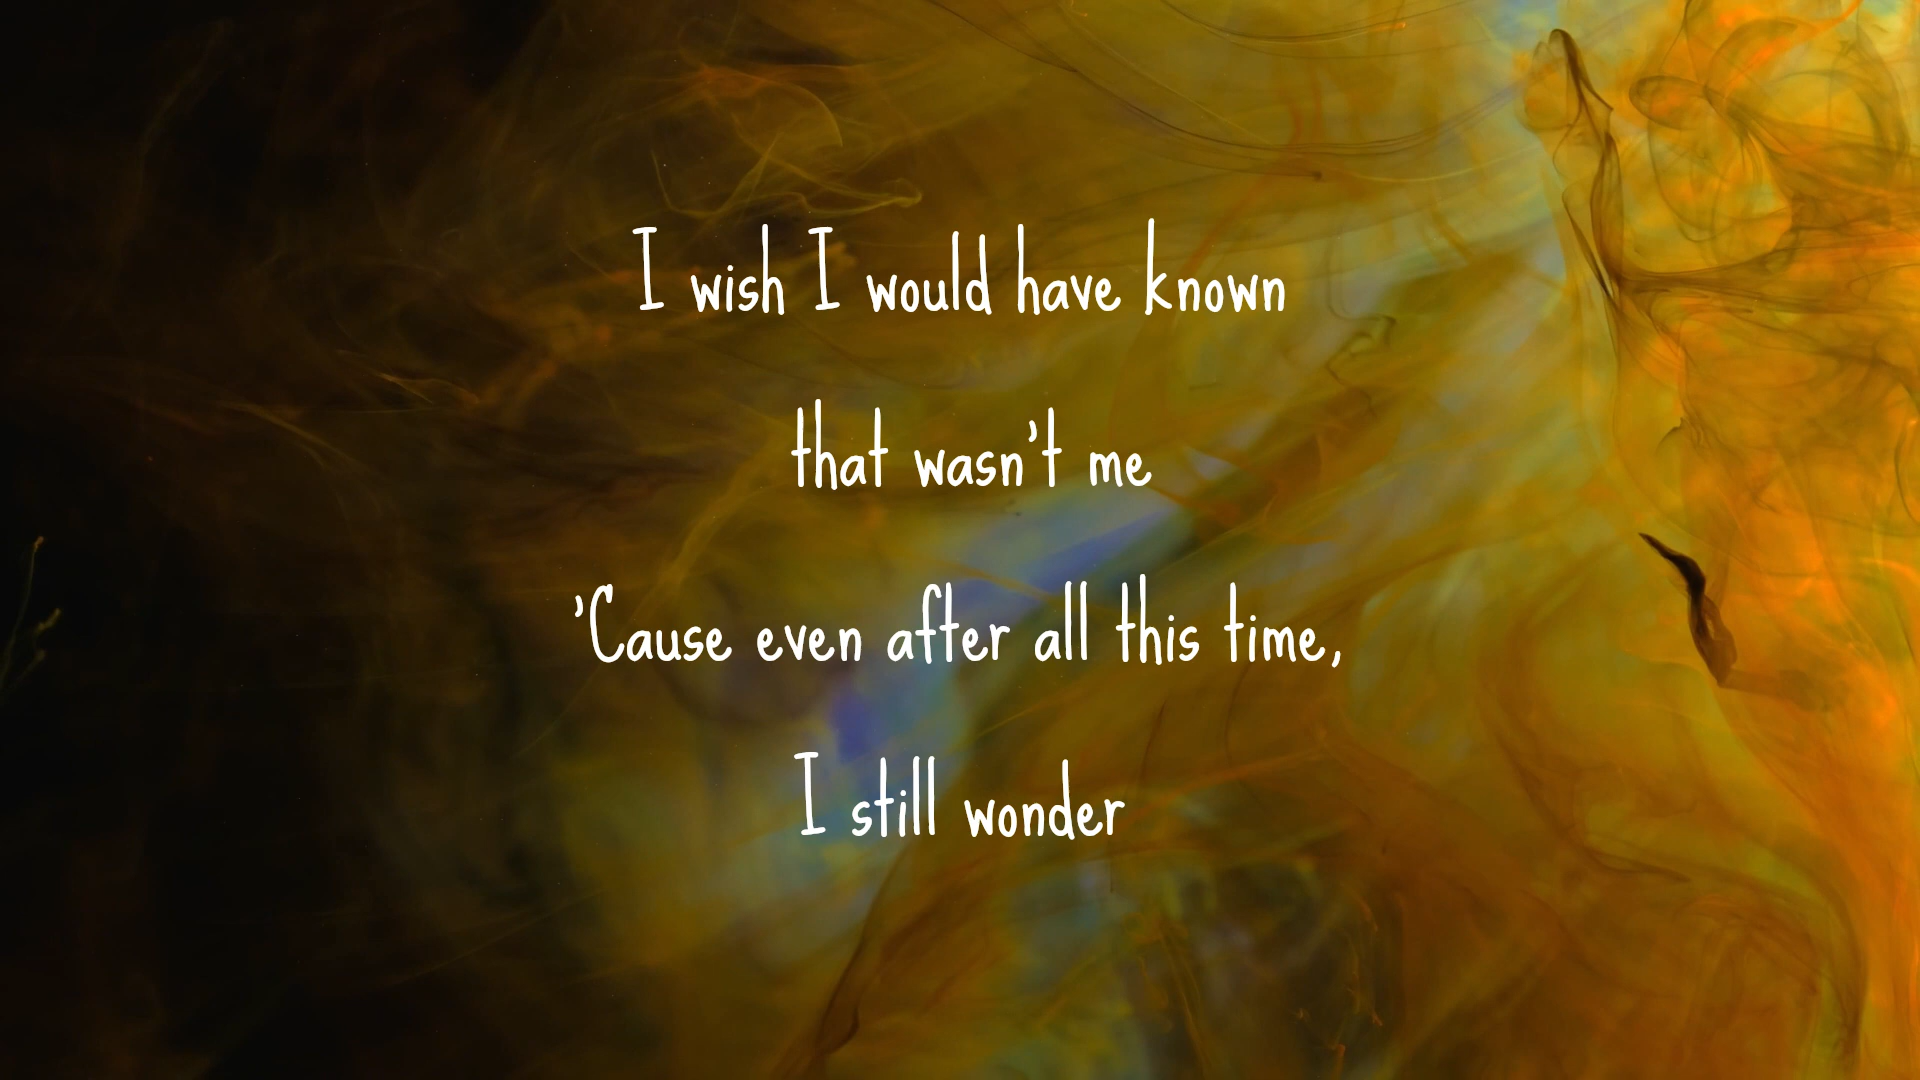 I wish I would have known
that wasn't me
'Cause even after all this time,
I still wonder